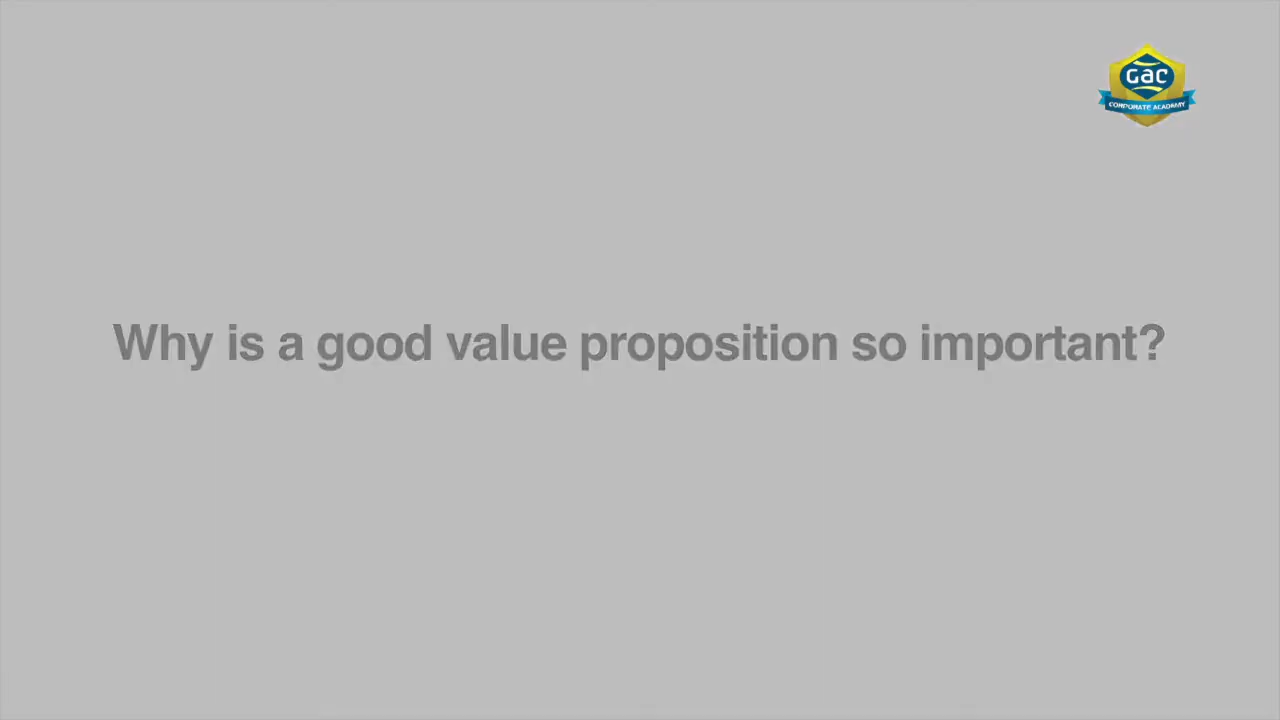 GAC
CORPORATE ACADEMY
Why is a good value proposition so important?